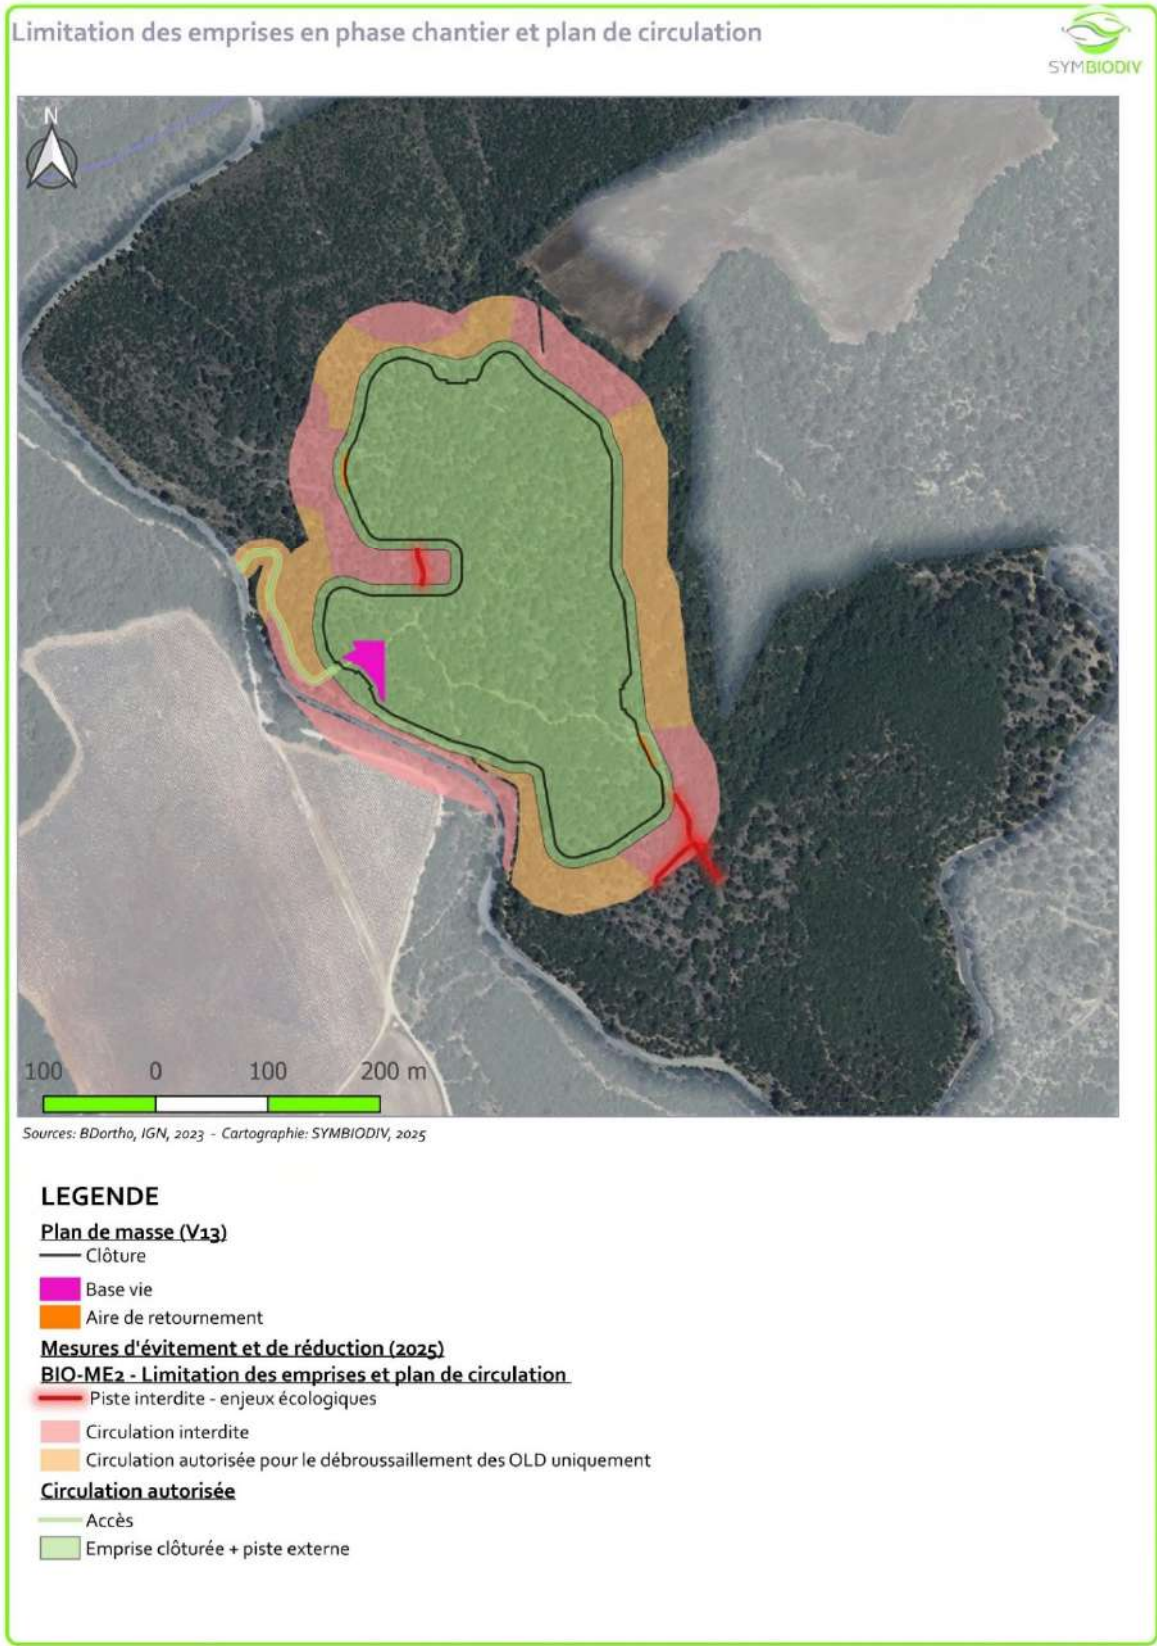 Limitation des emprises en phase chantier et plan de circulation
SYMBIODIV
N
100 0 100 200 m
Sources: BDortho, IGN, 2023 - Cartographie: SYMBIODIV, 2025
LEGENDE
Plan de masse (V13)
Clôture
Base vie
Aire de retournement
Mesures d'évitement et de réduction (2025)
BIO-ME2 - Limitation des emprises et plan de circulation
Piste interdite - enjeux écologiques
Circulation interdite
Circulation autorisée pour le débroussaillement des OLD uniquement
Circulation autorisée
Accès
Emprise clôturée + piste externe